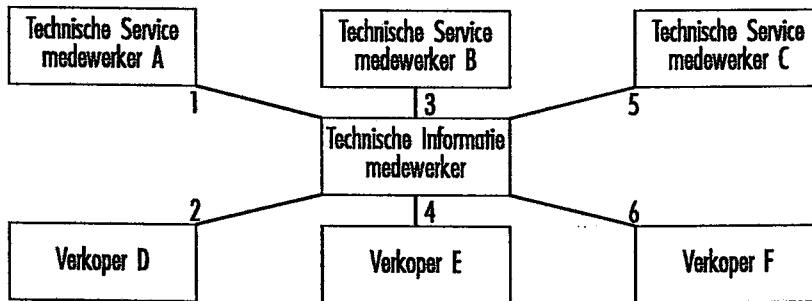 Technische Service
medewerker A
Technische Service
medewerker B
Technische Service
medewerker C
1
3
5
Technische Informatie
medewerker
2
4
6
Verkoper D
Verkoper E
Verkoper F